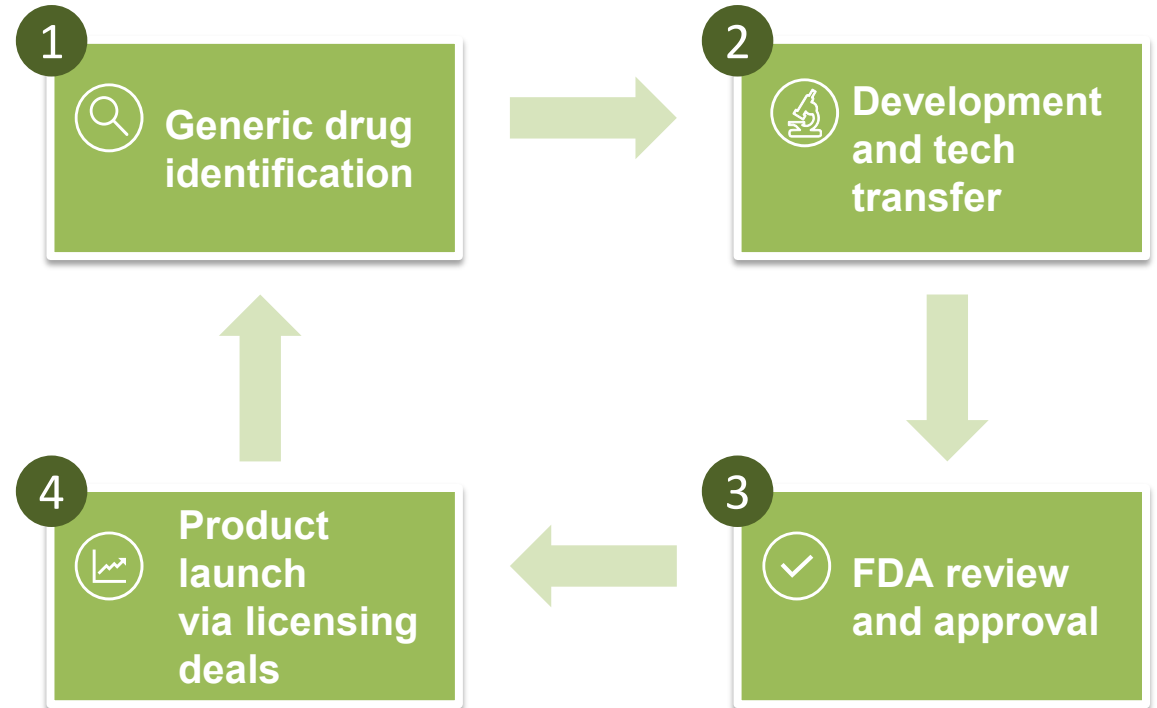 1
Generic drug
identification
2
Development
and tech
transfer
3
FDA review
and approval
4
Product
launch
via licensing
deals